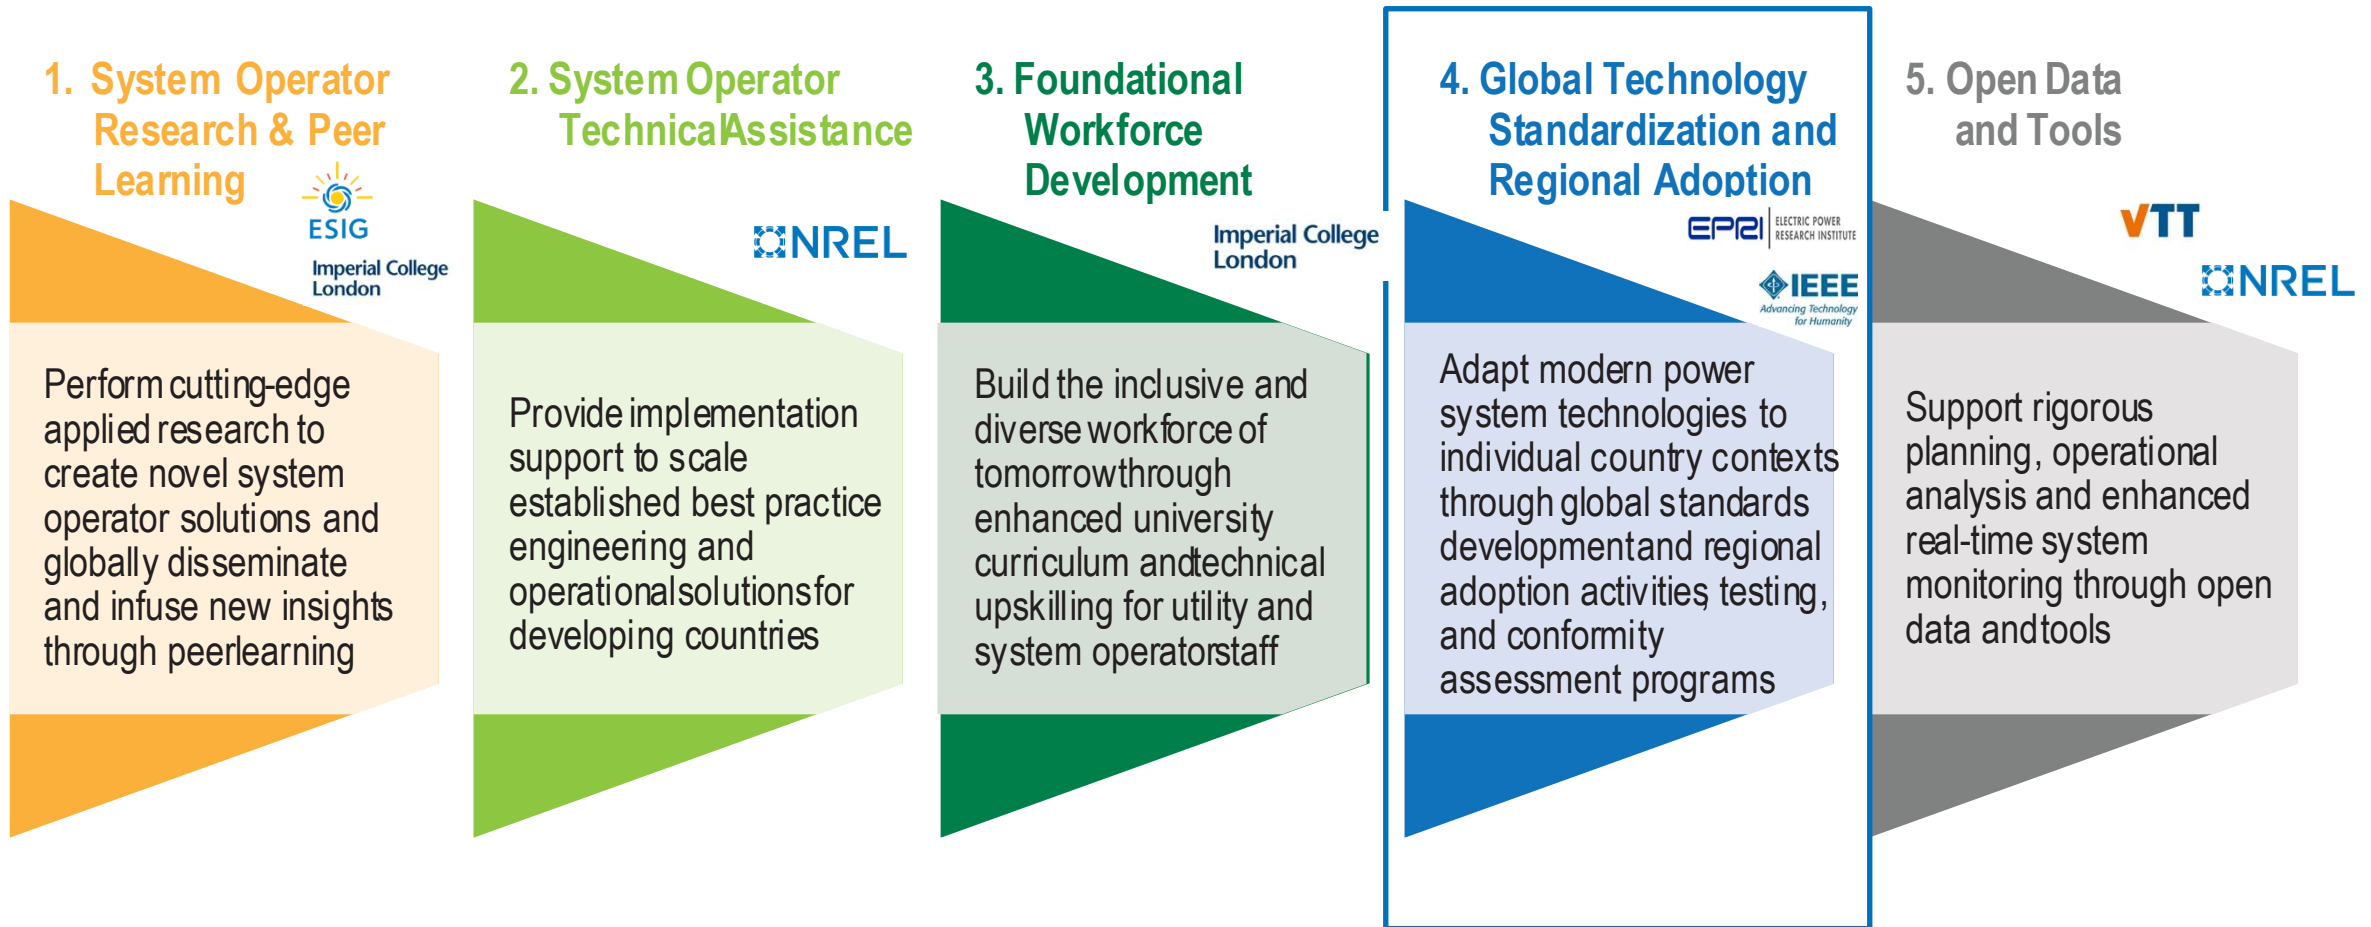 1. System Operator
Research & Peer
Learning
ESIG
Imperial College
London
Perform cutting-edge
applied research to
create novel system
operator solutions and
globally disseminate
and infuse new insights
through peer learning
2. System Operator
Technical Assistance
NREL
Provide implementation
support to scale
established best practice
engineering and
operational solutions for
developing countries
3. Foundational
Workforce
Development
Imperial College
London
Build the inclusive and
diverse workforce of
tomorrow through
enhanced university
curriculum and technical
upskilling for utility and
system operator staff
4. Global Technology
Standardization and
Regional Adoption
EPRI
ELECTRIC POWER
RESEARCH INSTITUTE
IEEE
Advancing Technology
for Humanity
Adapt modern power
system technologies to
individual country contexts
through global standards
development and regional
adoption activities, testing,
and conformity
assessment programs
5. Open Data
and Tools
VTT
NREL
Support rigorous
planning, operational
analysis and enhanced
real-time system
monitoring through open
data and tools